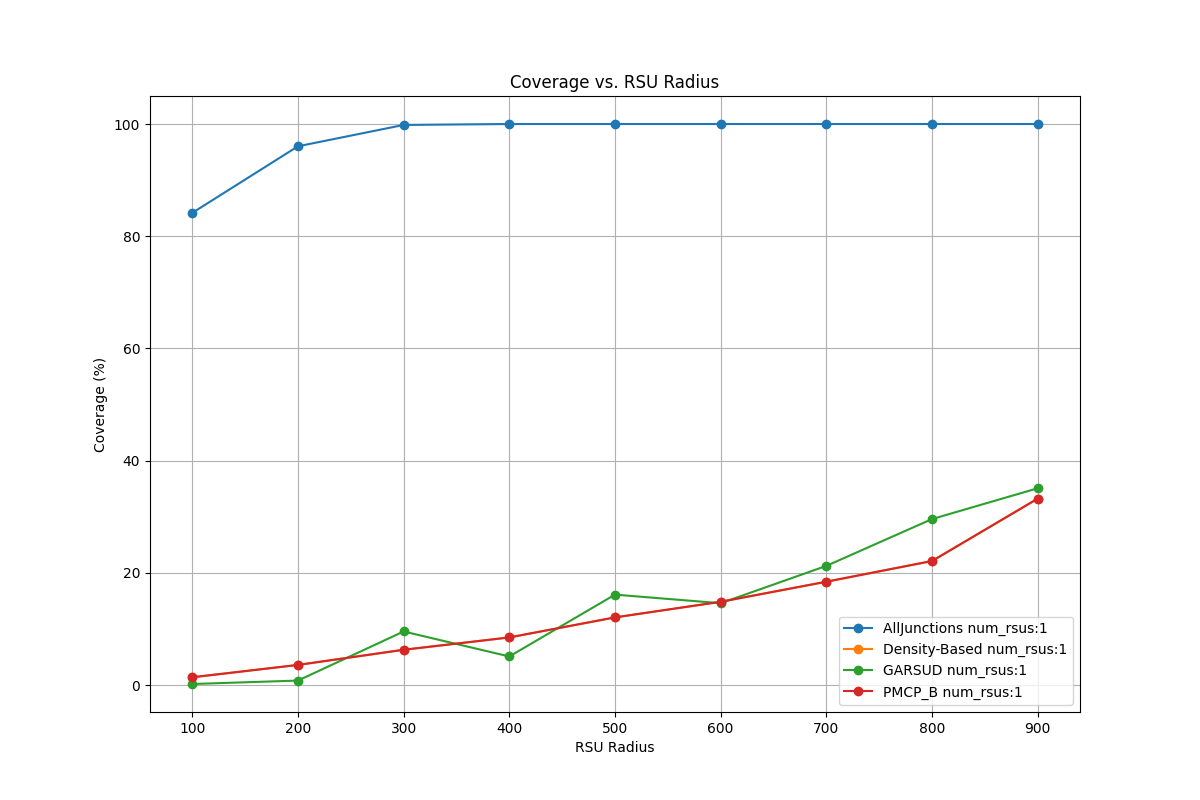 Coverage vs. RSU Radius
100
80
60
40
20
0
Coverage (%)
100 200 300 400 500 600 700 800 900
RSU Radius
AllJunctions num_rsus:1
Density-Based num_rsus:1
GARSUD num_rsus:1
PMCP_B num_rsus:1